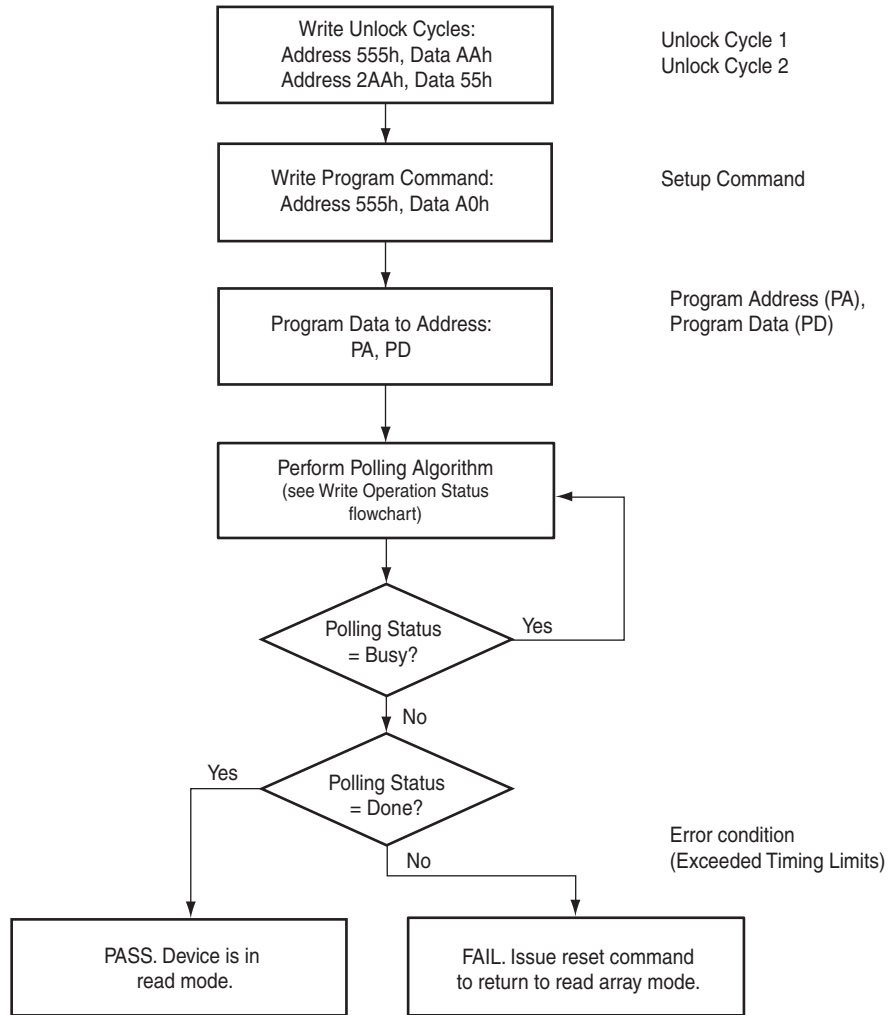 Write Unlock Cycles:
Address 555h, Data AAh
Address 2AAh, Data 55h
Unlock Cycle 1
Unlock Cycle 2
Write Program Command:
Address 555h, Data A0h
Setup Command
Program Data to Address:
PA, PD
Program Address (PA),
Program Data (PD)
Perform Polling Algorithm
(see Write Operation Status
flowchart)
Polling Status
= Busy?
Yes
No
Polling Status
= Done?
Yes
No
Error condition
(Exceeded Timing Limits)
PASS. Device is in
read mode.
FAIL. Issue reset command
to return to read array mode.